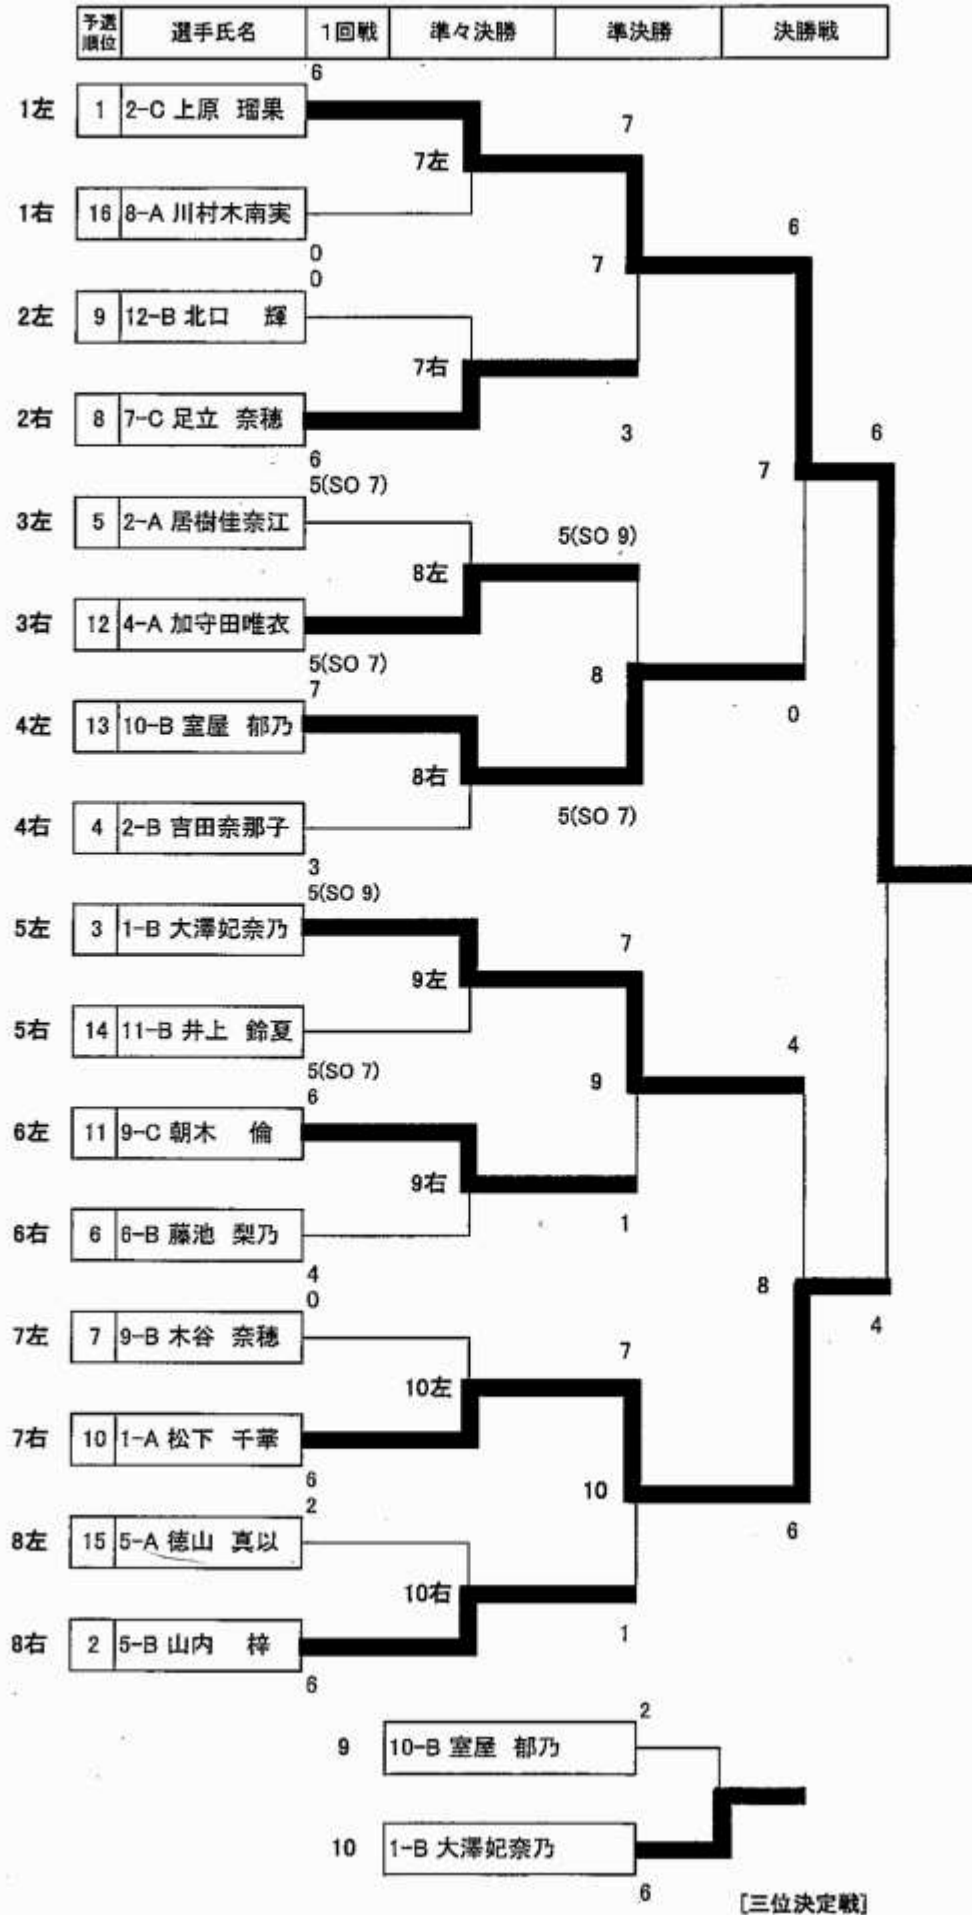 予選順位 選手氏名 1回戦 準々決勝 準決勝 決勝戦
6
1左 1 2-C 上原 瑠果
7
7左
1右 16 8-A 川村木南実
6
0
7
0
2左 9 12-B 北口 輝
7右
2右 8 7-C 足立 奈穂
3
6
6
7
5(SO 7)
3左 5 2-A 居樹佳奈江
5(SO 9)
8左
3右 12 4-A 加守田唯衣
5(SO 7)
8
7
0
4左 13 10-B 室屋 郁乃
8右
5(SO 7)
4右 4 2-B 吉田奈那子
3
5(SO 9)
5左 3 1-B 大澤妃奈乃
7
9左
5右 14 11-B 井上 鈴夏
4
5(SO 7)
9
6
6左 11 9-C 朝木 倫
9右
1
6右 6 6-B 藤池 梨乃
4
8
0
4
7左 7 9-B 木谷 奈穂
7
10左
7右 10 1-A 松下 千華
6
10
2
6
8左 15 5-A 徳山 真以
10右
1
8右 2 5-B 山内 梓
6
2
9 10-B 室屋 郁乃
10 1-B 大澤妃奈乃
6
[三位決定戦]